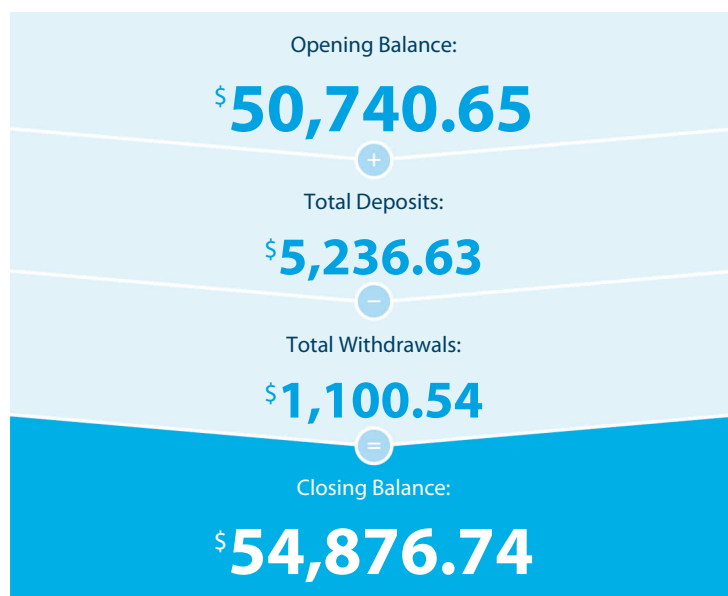 Opening Balance:
$50,740.65
+
Total Deposits:
$5,236.63
−
Total Withdrawals:
$1,100.54
=
Closing Balance:
$54,876.74